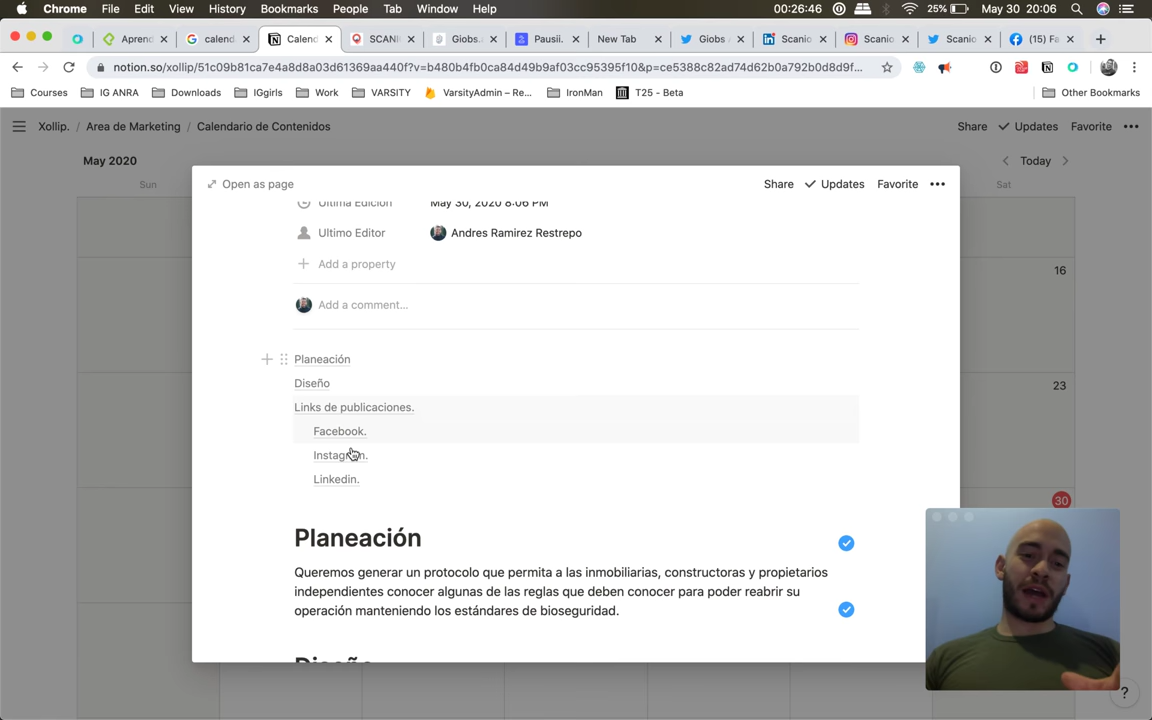 Chrome File Edit View History Bookmarks People Tab Window Help 00:26:46 25% May 30 20:06
Aprend calend Calend SCANI Giobs. Pausii. New Tab Giobs Scanio Scanio Scanio (15) Fa
notion.so/xollip/51c09b81ca7e4a8d8a03d61369aa440f?v=b480b4fb0ca84d49b9af03cc95395f10&p=ce5388c82ad74d62b0a792b0d8d9f...
Courses IG ANRA Downloads IGgirls Work VARSITY VarsityAdmin – Re... IronMan T25 - Beta Other Bookmarks
Xollip. / Area de Marketing / Calendario de Contenidos Share Updates Favorite
May 2020 Today
Sun Sat
Open as page Share Updates Favorite
Ultima Edicion May 30, 2020 8:06 PM
Ultimo Editor Andres Ramirez Restrepo
Add a property
16
Add a comment...
Planeación
Diseño
23
Links de publicaciones.
Facebook.
Instagram.
Linkedin.
30
Planeación
Queremos generar un protocolo que permita a las inmobiliarias, constructoras y propietarios
independientes conocer algunas de las reglas que deben conocer para poder reabrir su
operación manteniendo los estándares de bioseguridad.
Diseño
?